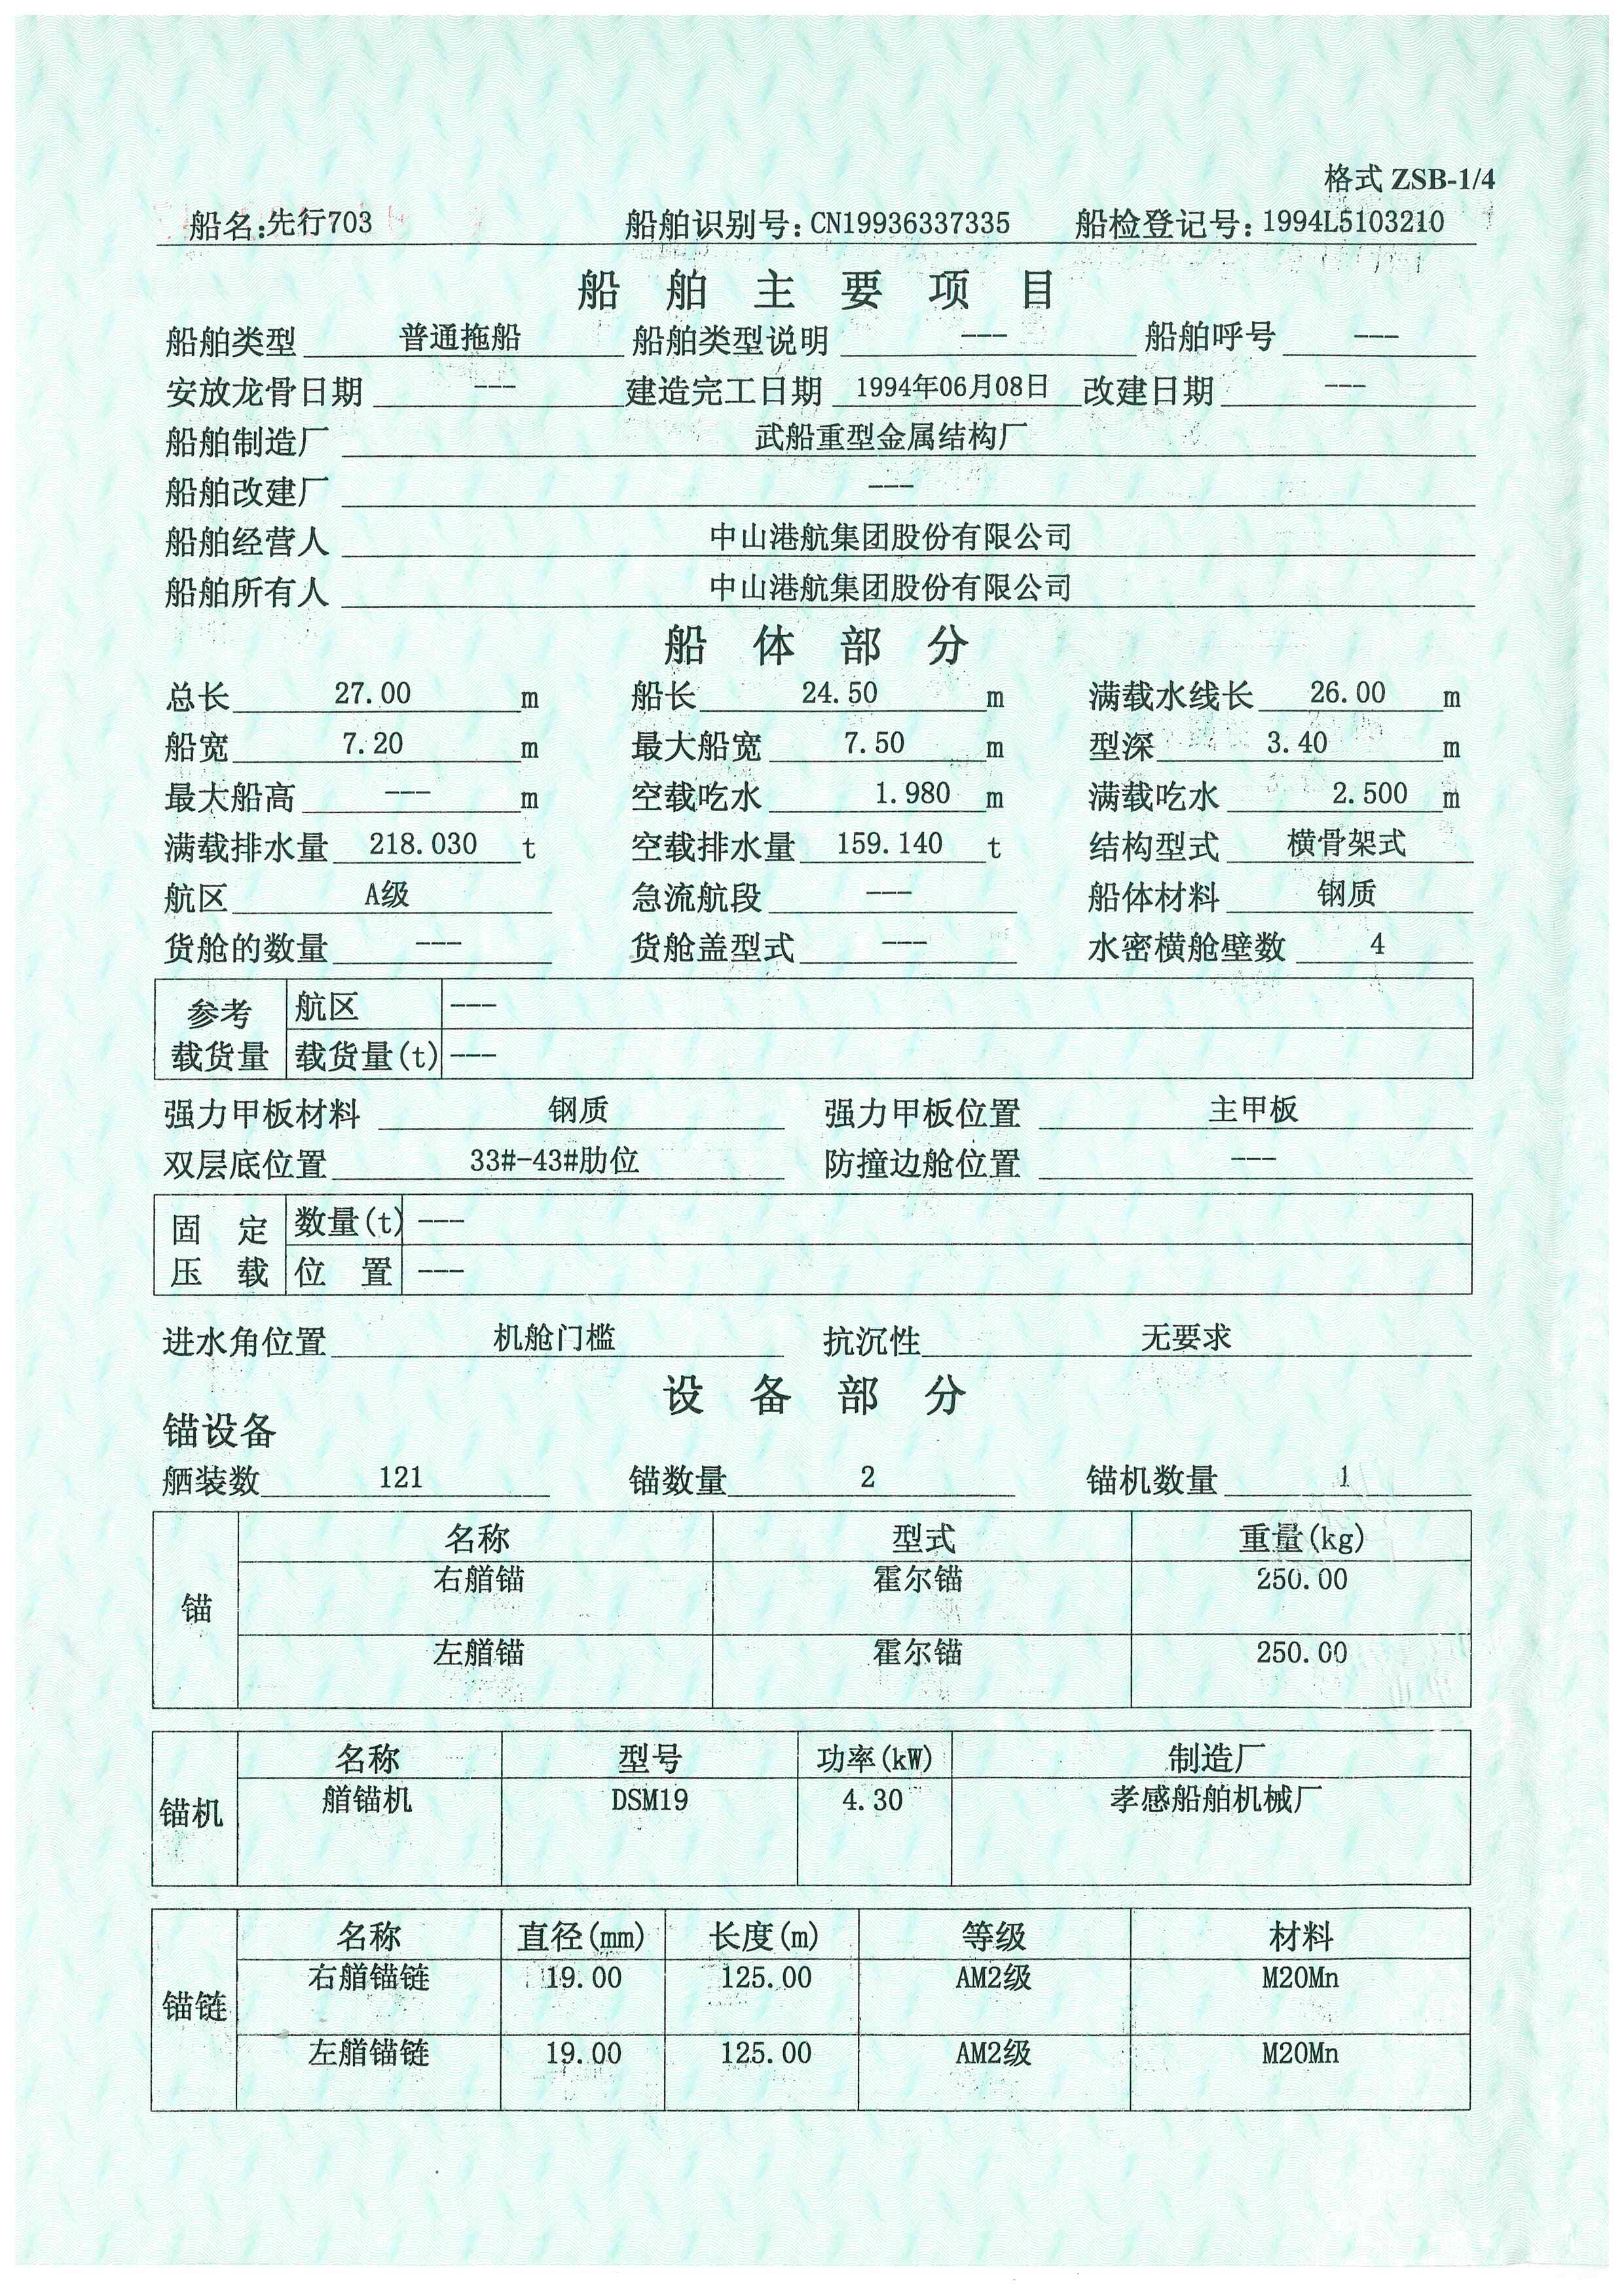 格式 ZSB-1/4
船名:先行703 船舶识别号:CN19936337335 船检登记号:1994L5103210
船舶主要项目
船舶类型 普通拖船 船舶类型说明 --- 船舶呼号 ---
安放龙骨日期 --- 建造完工日期 1994年06月08日 改建日期 ---
船舶制造厂 武船重型金属结构厂
船舶改建厂 ---
船舶经营人 中山港航集团股份有限公司
船舶所有人 中山港航集团股份有限公司
船体部分
总长 27.00 m 船长 24.50 m 满载水线长 26.00 m
船宽 7.20 m 最大船宽 7.50 m 型深 3.40 m
最大船高 --- m 空载吃水 1.980 m 满载吃水 2.500 m
满载排水量 218.030 t 空载排水量 159.140 t 结构型式 横骨架式
航区 A级 急流航段 --- 船体材料 钢质
货舱的数量 --- 货舱盖型式 --- 水密横舱壁数 4
参考 航区 ---
载货量 载货量(t) ---
强力甲板材料 钢质 强力甲板位置 主甲板
双层底位置 33#-43#肋位 防撞边舱位置 ---
固定 数量(t) ---
压载 位置 ---
进水角位置 机舱门槛 抗沉性 无要求
设备部分
锚设备
舾装数 121 锚数量 2 锚机数量 1
名称 型式 重量(kg)
锚
右艏锚 霍尔锚 250.00
左艏锚 霍尔锚 250.00
名称 型号 功率(kW) 制造厂
锚机 艏锚机 DSM19 4.30 孝感船舶机械厂
名称 直径(mm) 长度(m) 等级 材料
锚链
右艏锚链 19.00 125.00 AM2级 M20Mn
左艏锚链 19.00 125.00 AM2级 M20Mn